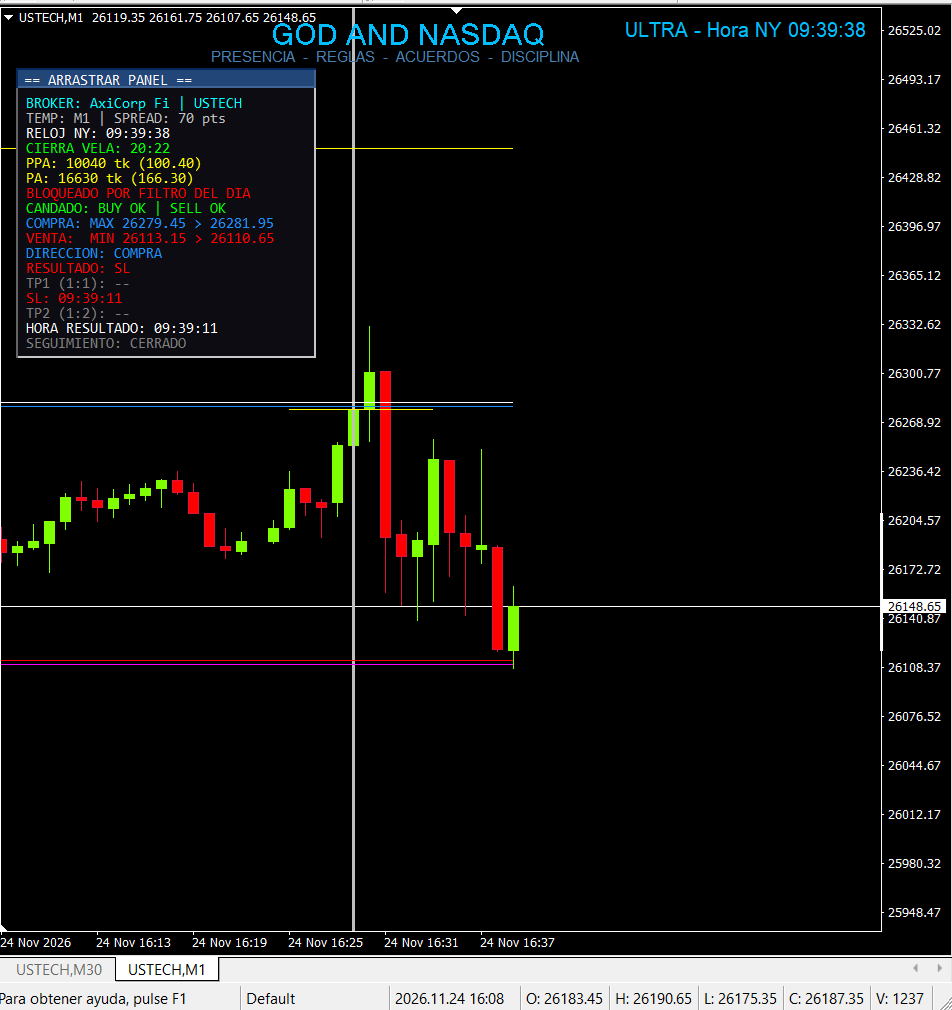 USTECH,M1 26119.35 26161.75 26107.65 26148.65
GOD AND NASDAQ
ULTRA - Hora NY 09:39:38
PRESENCIA - REGLAS - ACUERDOS - DISCIPLINA
== ARRASTRAR PANEL ==
BROKER: AxiCorp Fi | USTECH
TEMP: M1 | SPREAD: 70 pts
RELOJ NY: 09:39:38
CIERRA VELA: 20:22
PPA: 10040 tk (100.40)
PA: 16630 tk (166.30)
BLOQUEADO POR FILTRO DEL DIA
CANDADO: BUY OK | SELL OK
COMPRA: MAX 26279.45 > 26281.95
VENTA: MIN 26113.15 > 26110.65
DIRECCION: COMPRA
RESULTADO: SL
TP1 (1:1): --
SL: 09:39:11
TP2 (1:2): --
HORA RESULTADO: 09:39:11
SEGUIMIENTO: CERRADO
26525.02
26493.17
26461.32
26428.82
26396.97
26365.12
26332.62
26300.77
26268.92
26236.42
26204.57
26172.72
26148.65
26140.87
26108.37
26076.52
26044.67
26012.17
25980.32
25948.47
24 Nov 2026 24 Nov 16:13 24 Nov 16:19 24 Nov 16:25 24 Nov 16:31 24 Nov 16:37
USTECH,M30 USTECH,M1
Para obtener ayuda, pulse F1 Default 2026.11.24 16:08 O: 26183.45 H: 26190.65 L: 26175.35 C: 26187.35 V: 1237